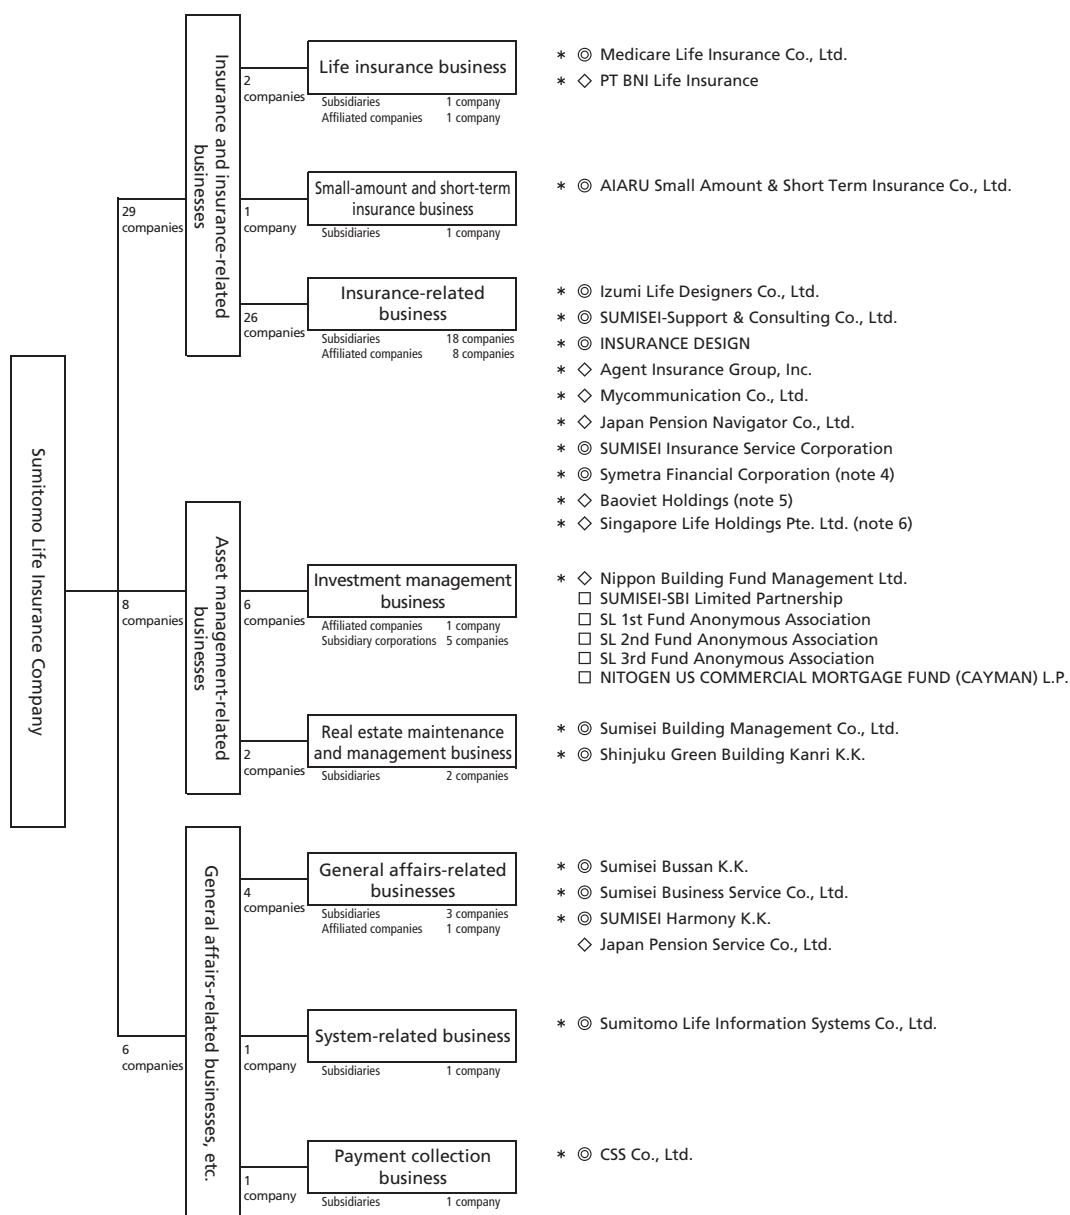 Sumitomo Life Insurance Company
29
companies
Insurance and insurance-related
businesses
2
companies
Life insurance business
Subsidiaries 1 company
Affiliated companies 1 company
* ◎ Medicare Life Insurance Co., Ltd.
* ◇ PT BNI Life Insurance
1
company
Small-amount and short-term
insurance business
Subsidiaries 1 company
* ◎ AIARU Small Amount & Short Term Insurance Co., Ltd.
26
companies
Insurance-related
business
Subsidiaries 18 companies
Affiliated companies 8 companies
* ◎ Izumi Life Designers Co., Ltd.
* ◎ SUMISEI-Support & Consulting Co., Ltd.
* ◎ INSURANCE DESIGN
* ◇ Agent Insurance Group, Inc.
* ◇ Mycommunication Co., Ltd.
* ◇ Japan Pension Navigator Co., Ltd.
* ◎ SUMISEI Insurance Service Corporation
* ◎ Symetra Financial Corporation (note 4)
* ◇ Baoviet Holdings (note 5)
* ◇ Singapore Life Holdings Pte. Ltd. (note 6)
8
companies
Asset management-related
businesses
6
companies
Investment management
business
Affiliated companies 1 company
Subsidiary corporations 5 companies
* ◇ Nippon Building Fund Management Ltd.
□ SUMISEI-SBI Limited Partnership
□ SL 1st Fund Anonymous Association
□ SL 2nd Fund Anonymous Association
□ SL 3rd Fund Anonymous Association
□ NITOGEN US COMMERCIAL MORTGAGE FUND (CAYMAN) L.P.
2
companies
Real estate maintenance
and management business
Subsidiaries 2 companies
* ◎ Sumisei Building Management Co., Ltd.
* ◎ Shinjuku Green Building Kanri K.K.
6
companies
General affairs-related businesses, etc.
4
companies
General affairs-related
businesses
Subsidiaries 3 companies
Affiliated companies 1 company
* ◎ Sumisei Bussan K.K.
* ◎ Sumisei Business Service Co., Ltd.
* ◎ SUMISEI Harmony K.K.
◇ Japan Pension Service Co., Ltd.
1
company
System-related business
Subsidiaries 1 company
* ◎ Sumitomo Life Information Systems Co., Ltd.
1
company
Payment collection
business
Subsidiaries 1 company
* ◎ CSS Co., Ltd.